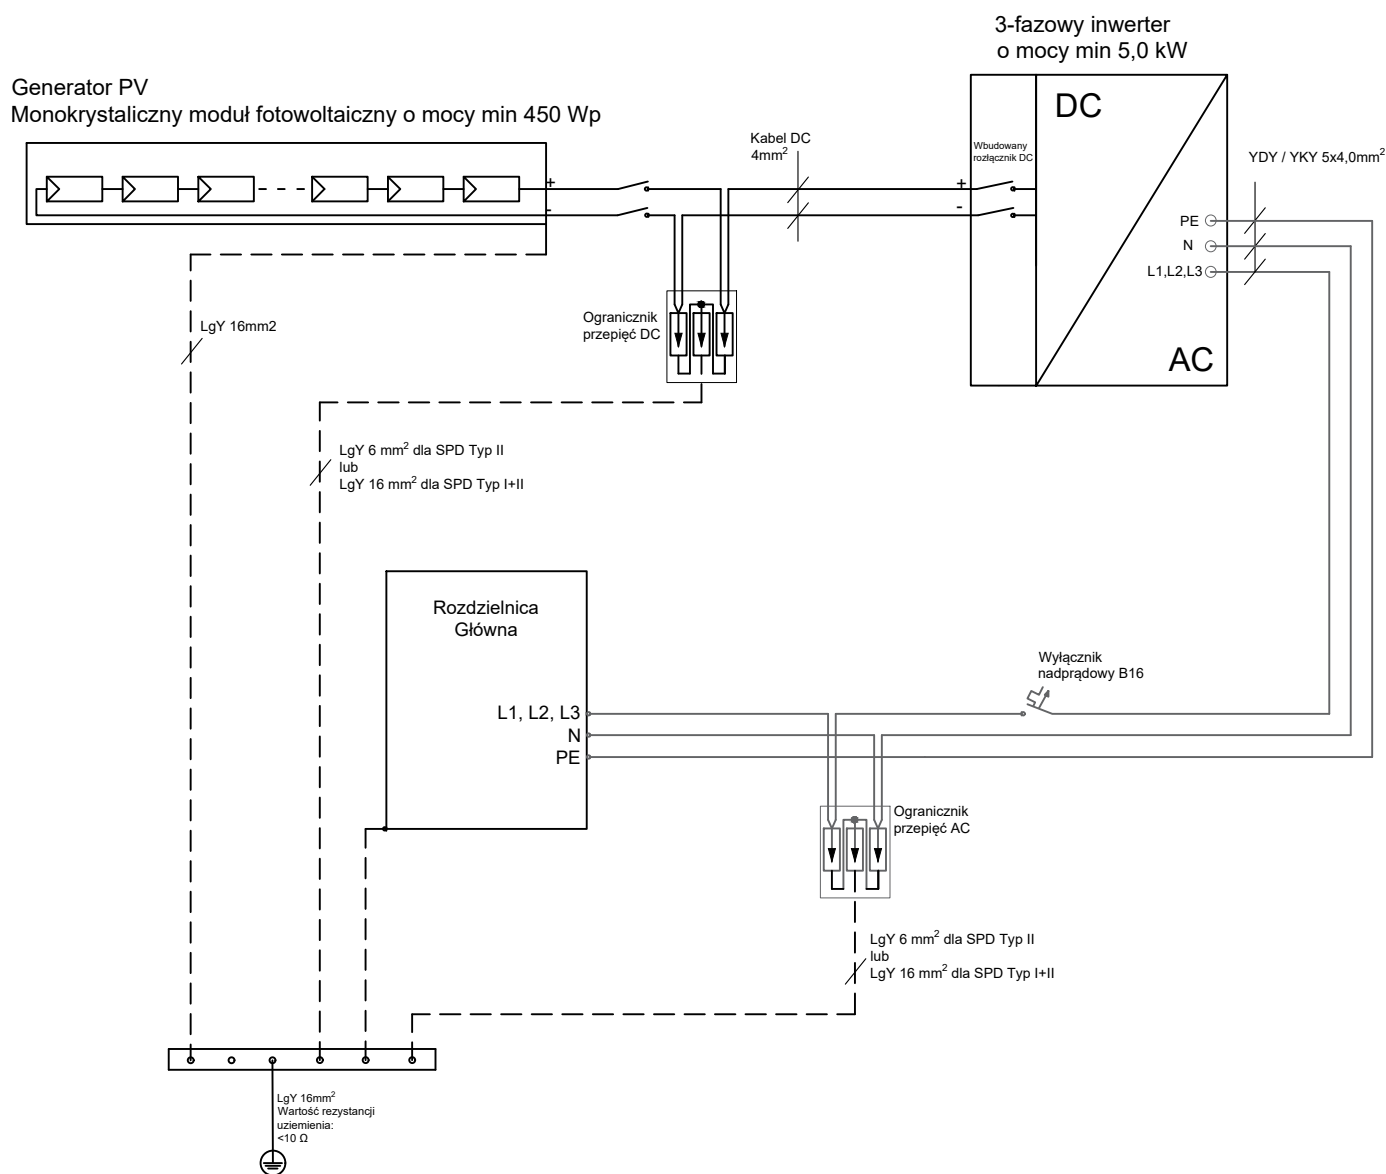 3-fazowy inwerter
o mocy min 5,0 kW
Generator PV
Monokrystaliczny moduł fotowoltaiczny o mocy min 450 Wp
DC
Wbudowany
rozłącznik DC
Kabel DC
4mm²
YDY / YKY 5x4,0mm²
+
-
+
-
PE
N
L1,L2,L3
AC
Ogranicznik
przepięć DC
LgY 16mm2
LgY 6 mm² dla SPD Typ II
lub
LgY 16 mm² dla SPD Typ I+II
Rozdzielnica
Główna
L1, L2, L3
N
PE
Wyłącznik
nadprądowy B16
Ogranicznik
przepięć AC
LgY 6 mm² dla SPD Typ II
lub
LgY 16 mm² dla SPD Typ I+II
LgY 16mm²
Wartość rezystancji
uziemienia:
<10 Ω